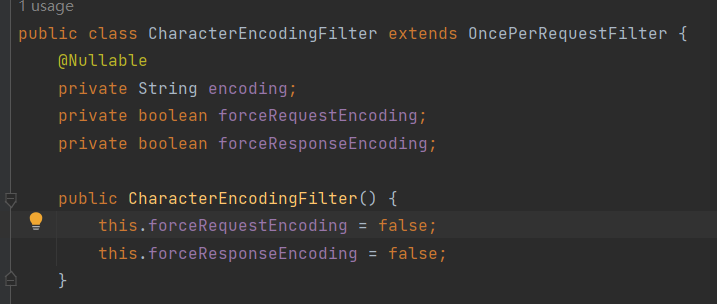 1 usage
public class CharacterEncodingFilter extends OncePerRequestFilter {
@Nullable
private String encoding;
private boolean forceRequestEncoding;
private boolean forceResponseEncoding;
public CharacterEncodingFilter() {
this.forceRequestEncoding = false;
this.forceResponseEncoding = false;
}